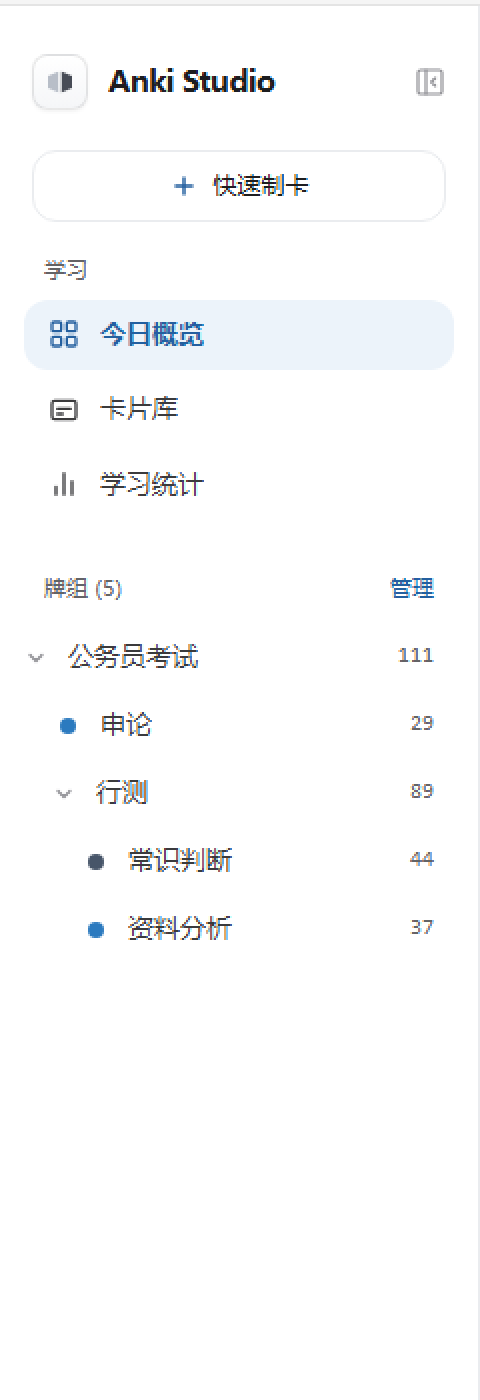 Anki Studio
快速制卡
学习
今日概览
卡片库
学习统计
牌组 (5) 管理
公务员考试 111
申论 29
行测 89
常识判断 44
资料分析 37